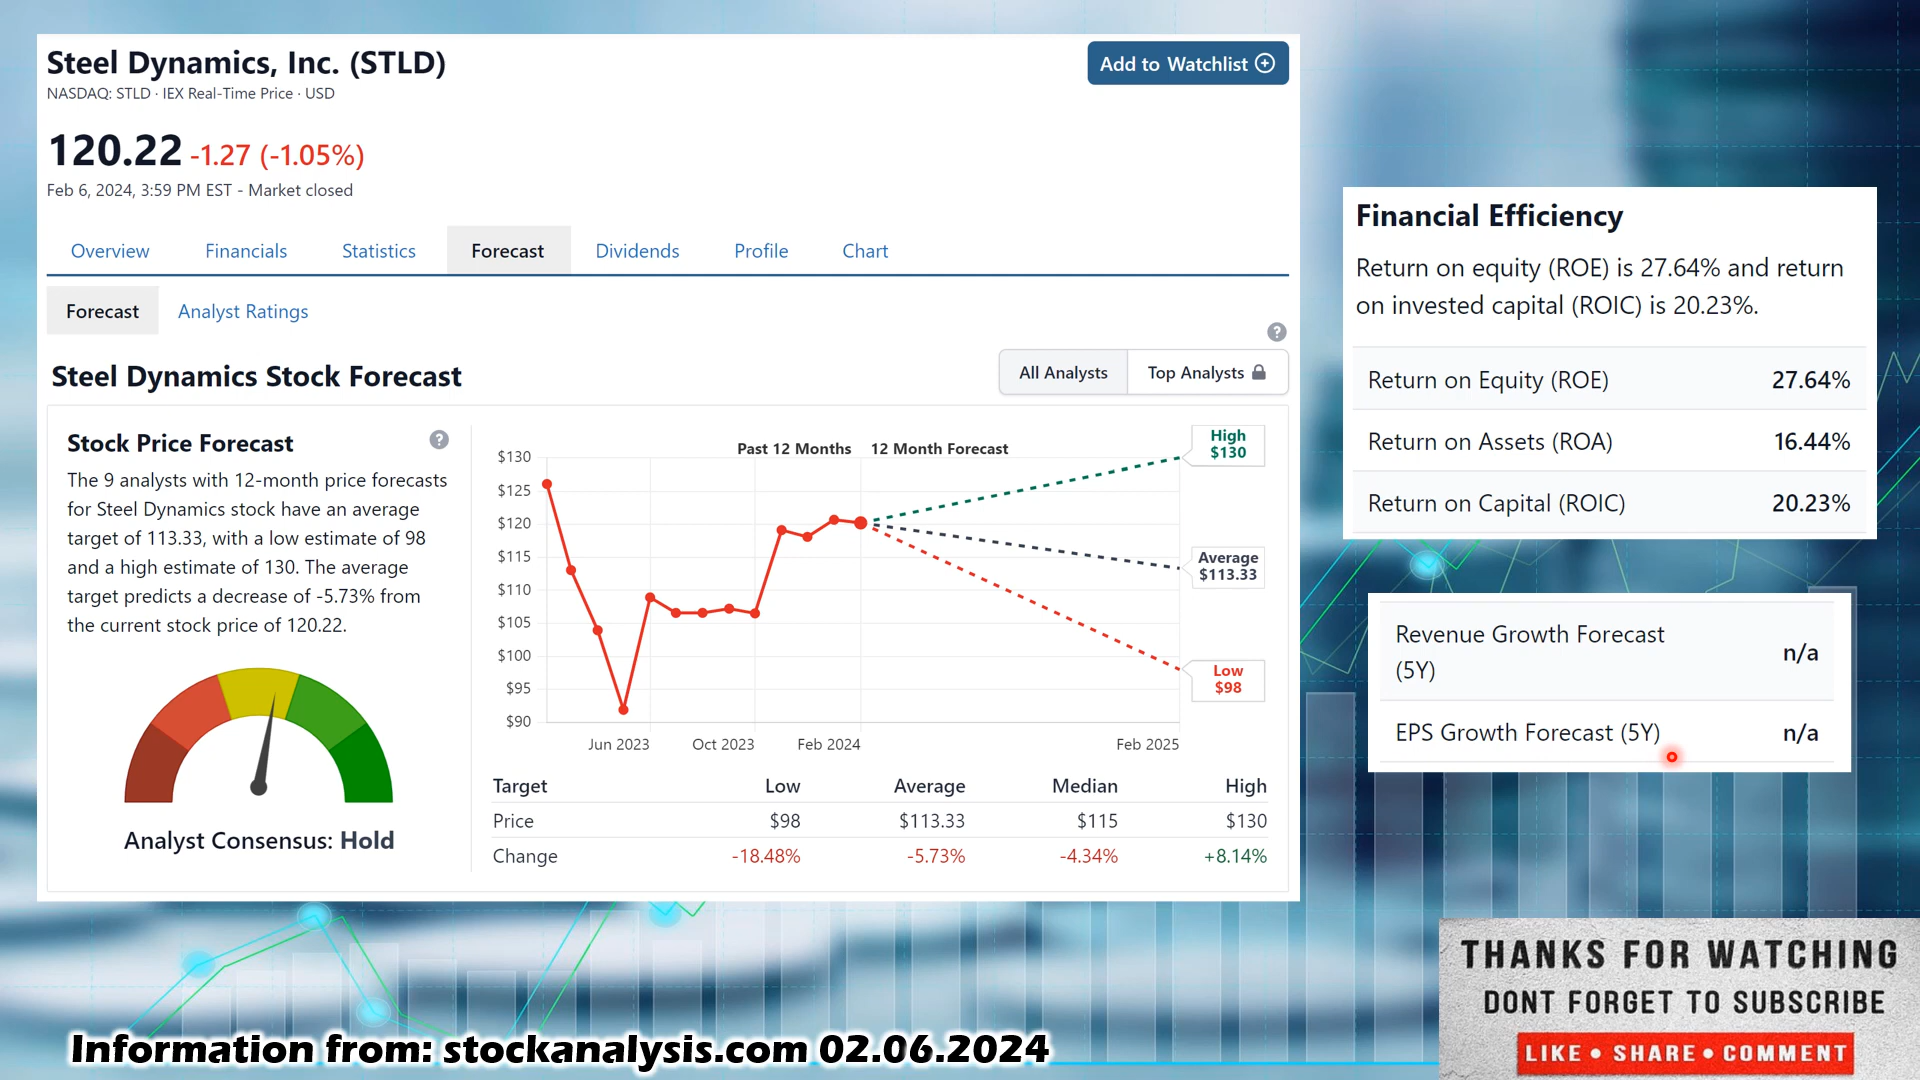 Steel Dynamics, Inc. (STLD)
Add to Watchlist
NASDAQ: STLD · IEX Real-Time Price · USD
120.22 -1.27 (-1.05%)
Feb 6, 2024, 3:59 PM EST - Market closed
Overview Financials Statistics Forecast Dividends Profile Chart
Forecast Analyst Ratings
?
Steel Dynamics Stock Forecast
All Analysts Top Analysts
Stock Price Forecast ?
The 9 analysts with 12-month price forecasts
for Steel Dynamics stock have an average
target of 113.33, with a low estimate of 98
and a high estimate of 130. The average
target predicts a decrease of -5.73% from
the current stock price of 120.22.
Analyst Consensus: Hold
Past 12 Months 12 Month Forecast
$130
$125
$120
$115
$110
$105
$100
$95
$90
High
$130
Average
$113.33
Low
$98
Jun 2023 Oct 2023 Feb 2024 Feb 2025
Target Low Average Median High
Price $98 $113.33 $115 $130
Change -18.48% -5.73% -4.34% +8.14%
Financial Efficiency
Return on equity (ROE) is 27.64% and return
on invested capital (ROIC) is 20.23%.
Return on Equity (ROE) 27.64%
Return on Assets (ROA) 16.44%
Return on Capital (ROIC) 20.23%
Revenue Growth Forecast
(5Y) n/a
EPS Growth Forecast (5Y) n/a
THANKS FOR WATCHING
DONT FORGET TO SUBSCRIBE
LIKE • SHARE • COMMENT
Information from: stockanalysis.com 02.06.2024